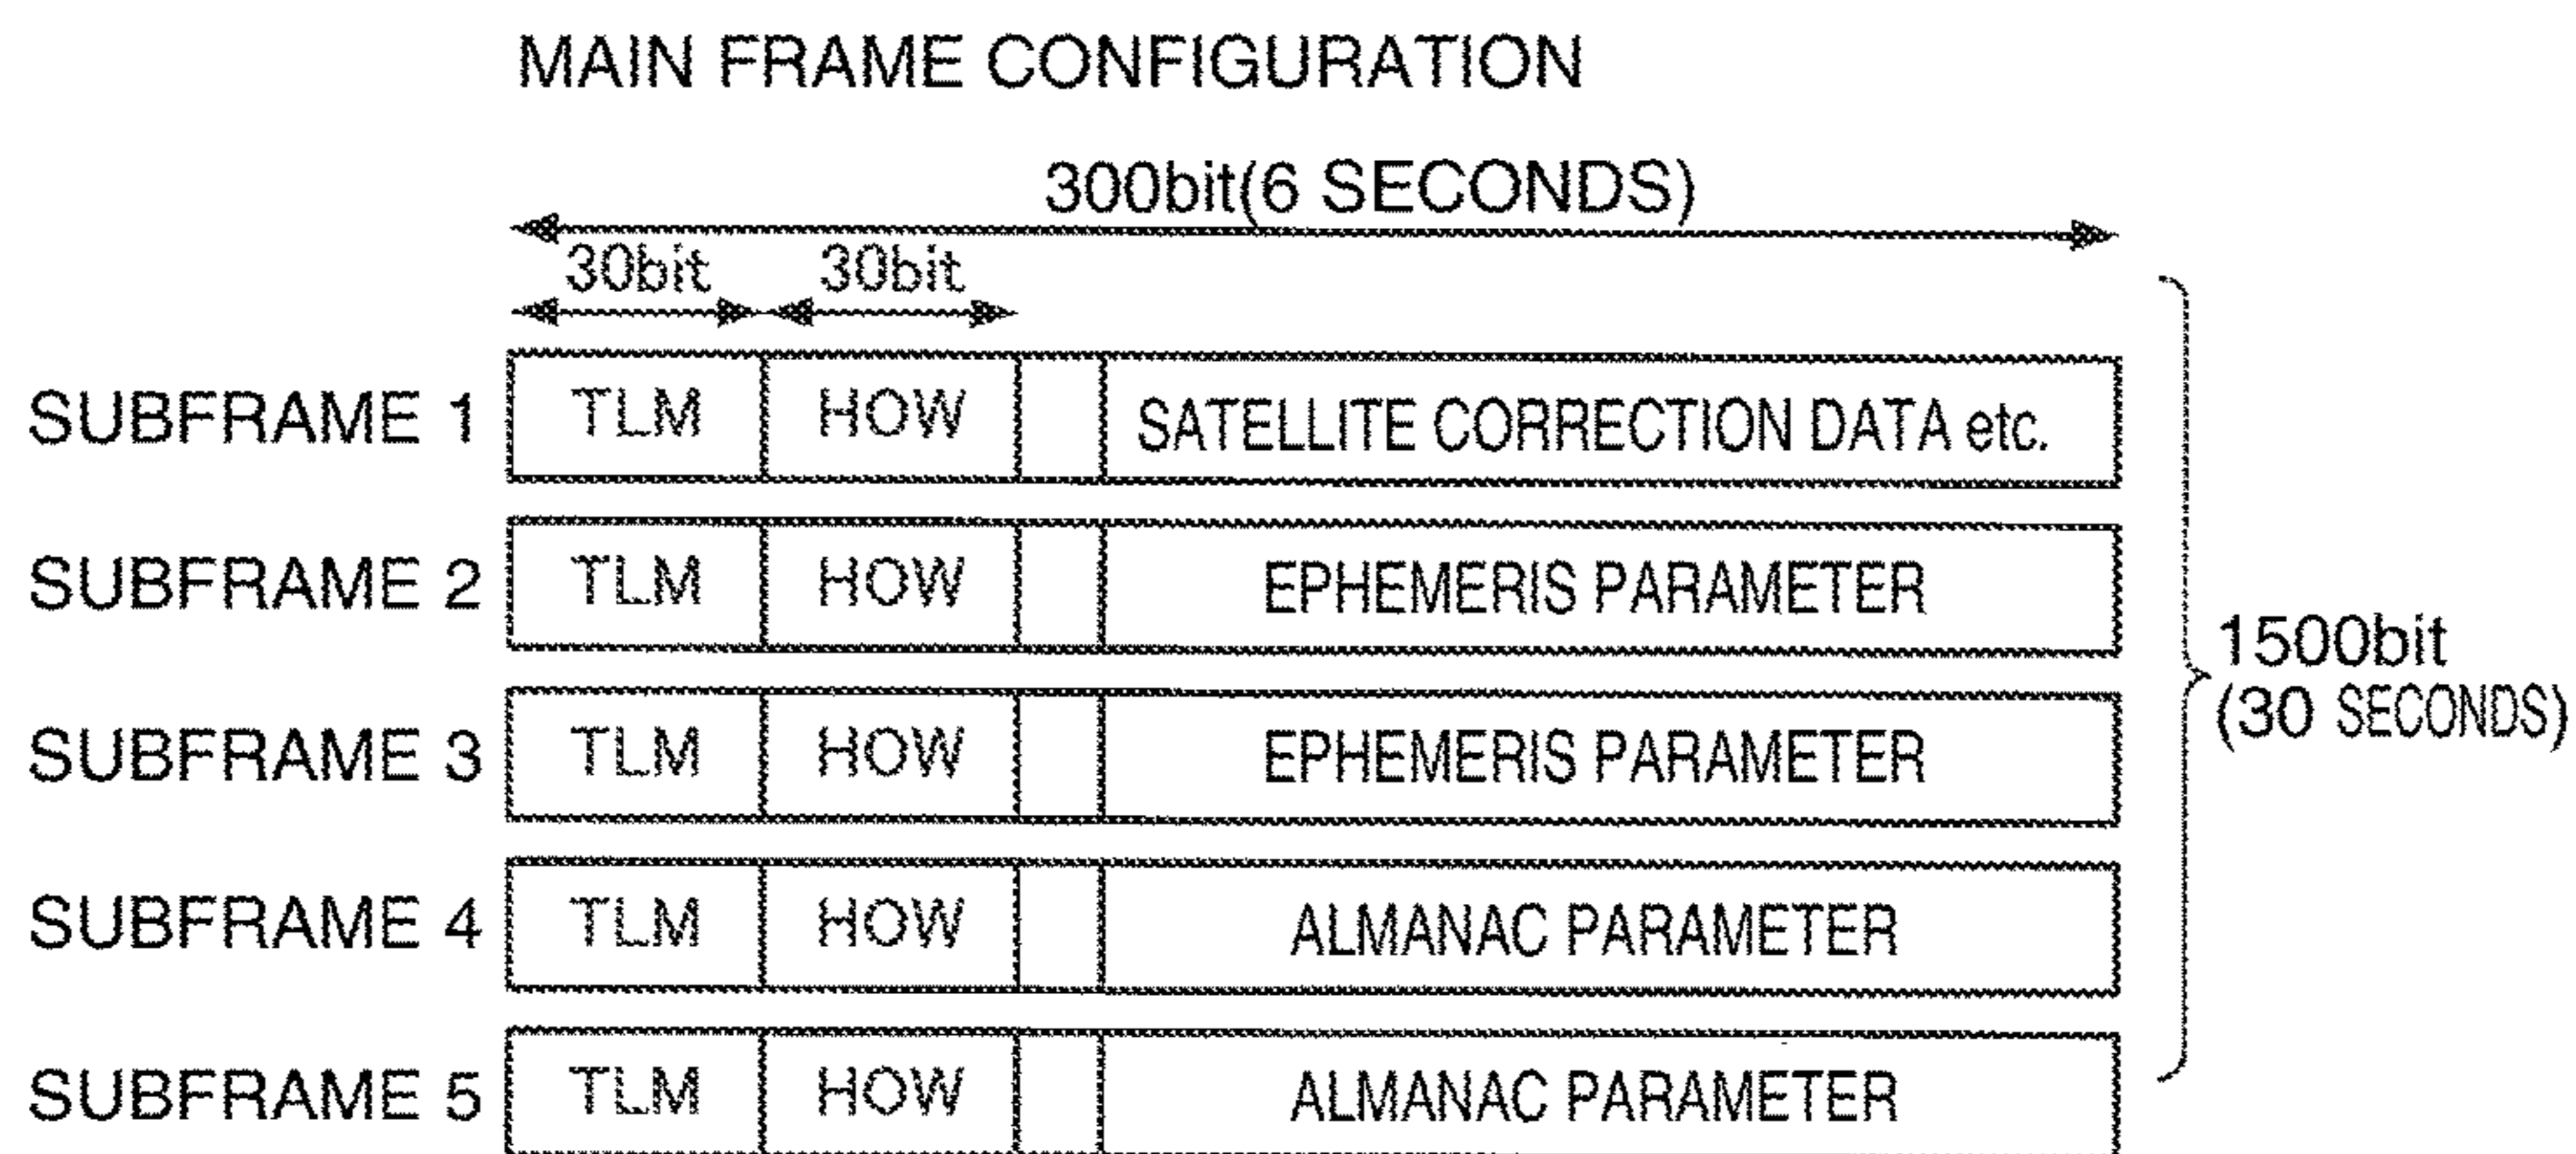 MAIN FRAME CONFIGURATION
300bit(6 SECONDS)
30bit 30bit
SUBFRAME 1 TLM HOW SATELLITE CORRECTION DATA etc.
SUBFRAME 2 TLM HOW EPHEMERIS PARAMETER
SUBFRAME 3 TLM HOW EPHEMERIS PARAMETER
1500bit
(30 SECONDS)
SUBFRAME 4 TLM HOW ALMANAC PARAMETER
SUBFRAME 5 TLM HOW ALMANAC PARAMETER